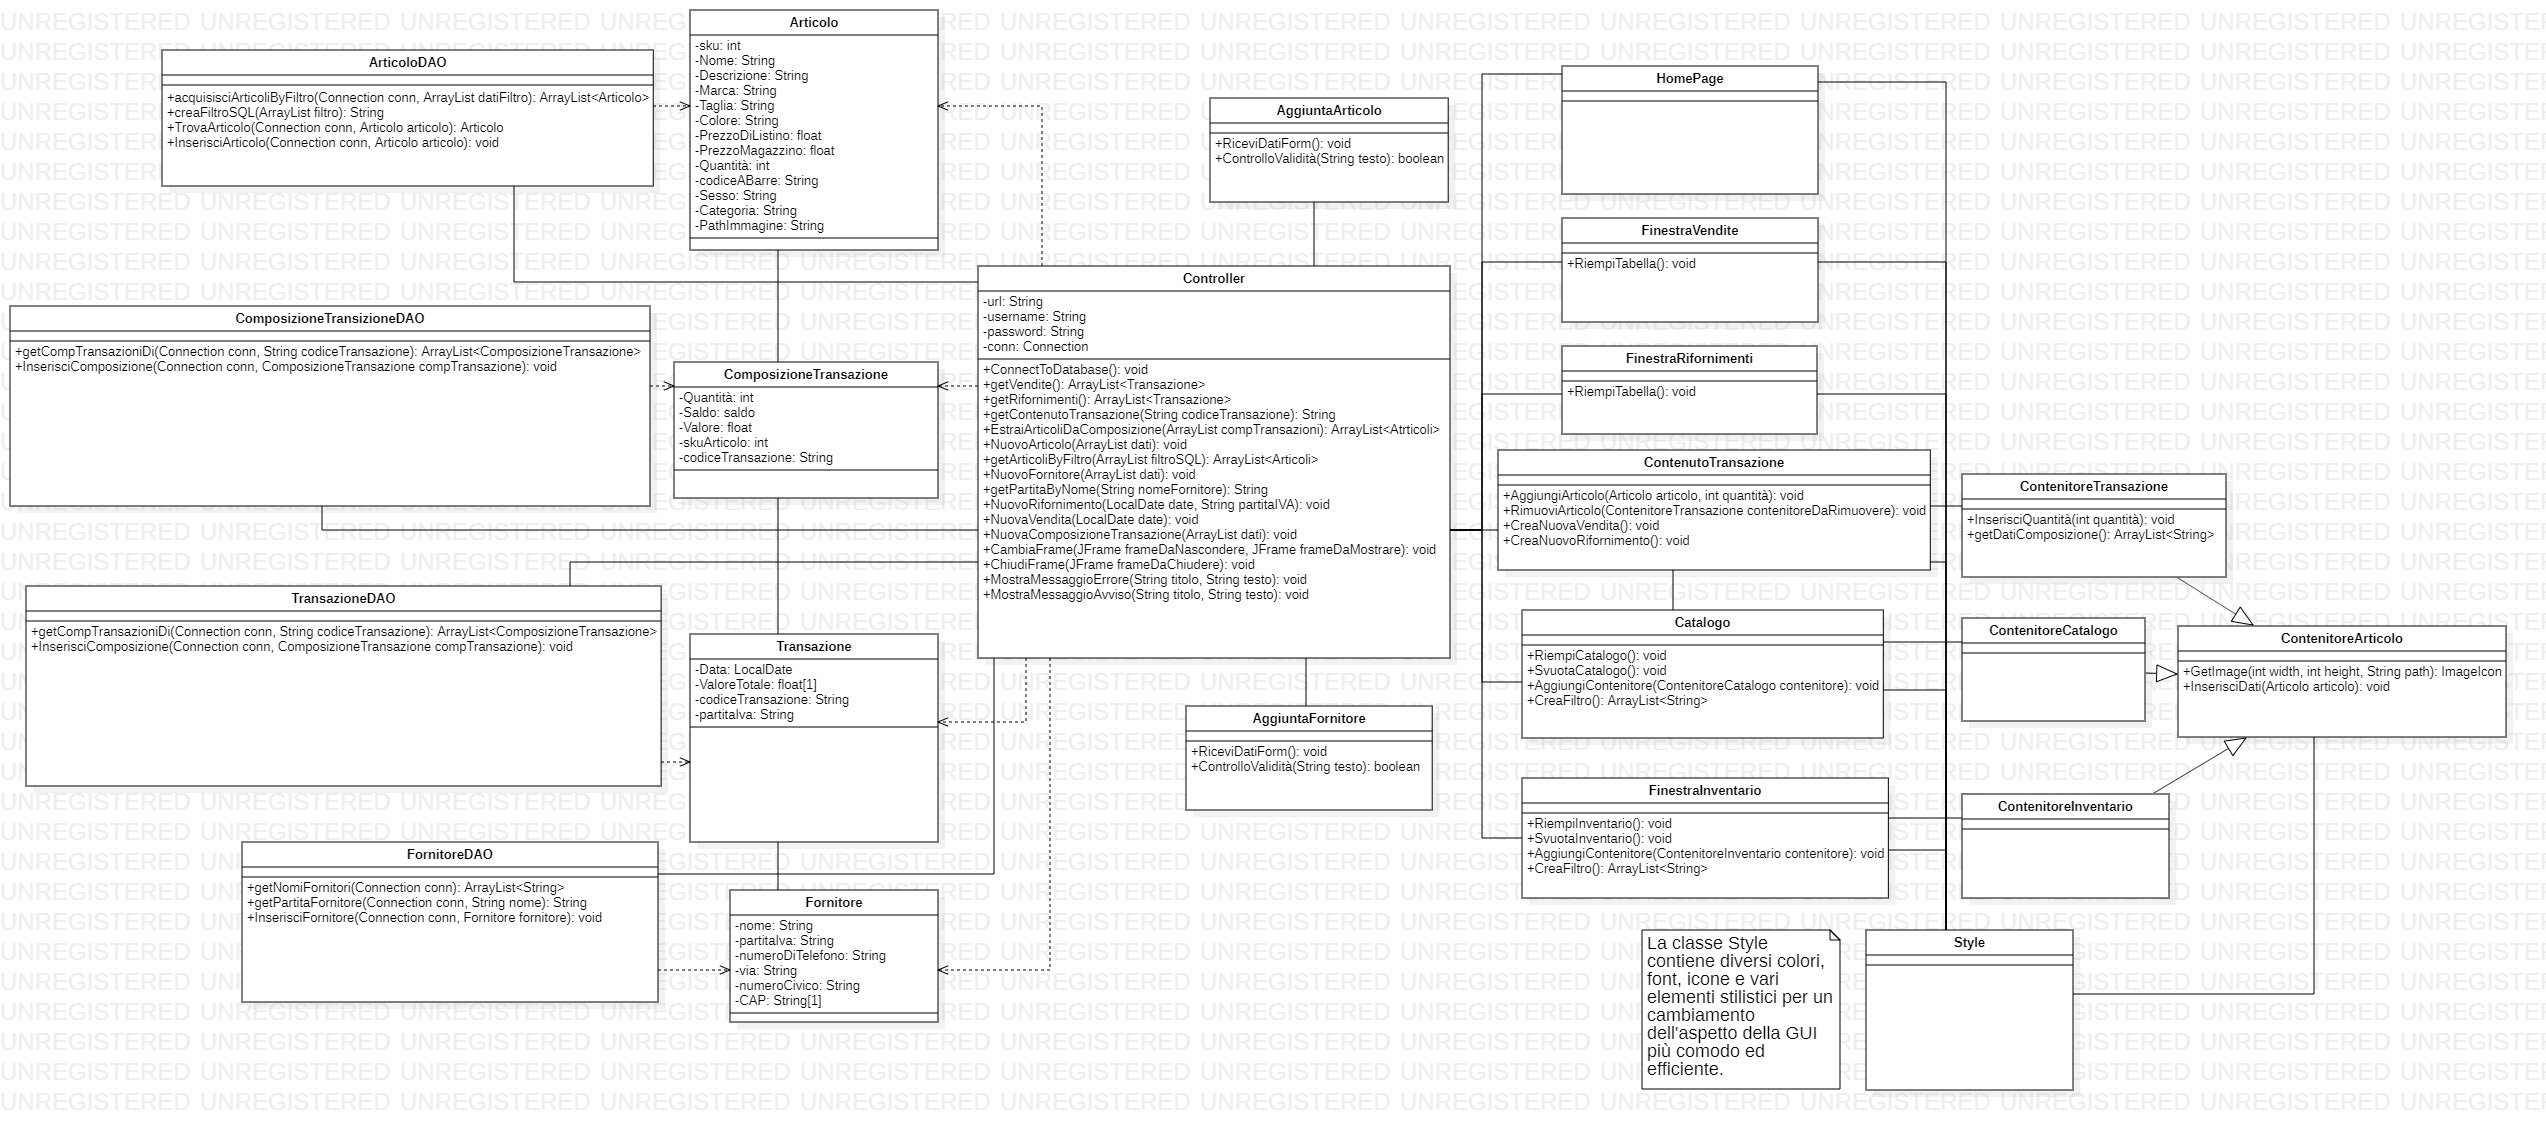 Articolo
-sku: int
-Nome: String
-Descrizione: String
-Marca: String
-Taglia: String
-Colore: String
-PrezzoDiListino: float
-PrezzoMagazzino: float
-Quantità: int
-codiceABarre: String
-Sesso: String
-Categoria: String
-PathImmagine: String
ArticoloDAO
+acquisisciArticoliByFiltro(Connection conn, ArrayList datiFiltro): ArrayList<Articolo>
+creaFiltroSQL(ArrayList filtro): String
+TrovaArticolo(Connection conn, Articolo articolo): Articolo
+InserisciArticolo(Connection conn, Articolo articolo): void
ComposizioneTransizioneDAO
+getCompTransazioniDi(Connection conn, String codiceTransazione): ArrayList<ComposizioneTransazione>
+InserisciComposizione(Connection conn, ComposizioneTransazione compTransazione): void
ComposizioneTransazione
-Quantità: int
-Saldo: saldo
-Valore: float
-skuArticolo: int
-codiceTransazione: String
TransazioneDAO
+getCompTransazioniDi(Connection conn, String codiceTransazione): ArrayList<ComposizioneTransazione>
+InserisciComposizione(Connection conn, ComposizioneTransazione compTransazione): void
Transazione
-Data: LocalDate
-ValoreTotale: float[1]
-codiceTransazione: String
-partitaIva: String
FornitoreDAO
+getNomiFornitori(Connection conn): ArrayList<String>
+getPartitaFornitore(Connection conn, String nome): String
+InserisciFornitore(Connection conn, Fornitore fornitore): void
Fornitore
-nome: String
-partitaIva: String
-numeroDiTelefono: String
-via: String
-numeroCivico: String
-CAP: String[1]
AggiuntaArticolo
+RiceviDatiForm(): void
+ControlloValidità(String testo): boolean
Controller
-url: String
-username: String
-password: String
-conn: Connection
+ConnectToDatabase(): void
+getVendite(): ArrayList<Transazione>
+getRifornimenti(): ArrayList<Transazione>
+getContenutoTransazione(String codiceTransazione): String
+EstraiArticoliDaComposizione(ArrayList compTransazioni): ArrayList<Atrticoli>
+NuovoArticolo(ArrayList dati): void
+getArticoliByFiltro(ArrayList filtroSQL): ArrayList<Articoli>
+NuovoFornitore(ArrayList dati): void
+getPartitaByNome(String nomeFornitore): String
+NuovoRifornimento(LocalDate date, String partitaIVA): void
+NuovaVendita(LocalDate date): void
+NuovaComposizioneTransazione(ArrayList dati): void
+CambiaFrame(JFrame frameDaNascondere, JFrame frameDaMostrare): void
+ChiudiFrame(JFrame frameDaChiudere): void
+MostraMessaggioErrore(String titolo, String testo): void
+MostraMessaggioAvviso(String titolo, String testo): void
AggiuntaFornitore
+RiceviDatiForm(): void
+ControlloValidità(String testo): boolean
HomePage
FinestraVendite
+RiempiTabella(): void
FinestraRifornimenti
+RiempiTabella(): void
ContenutoTransazione
+AggiungiArticolo(Articolo articolo, int quantità): void
+RimuoviArticolo(ContenitoreTransazione contenitoreDaRimuovere): void
+CreaNuovaVendita(): void
+CreaNuovoRifornimento(): void
Catalogo
+RiempiCatalogo(): void
+SvuotaCatalogo(): void
+AggiungiContenitore(ContenitoreCatalogo contenitore): void
+CreaFiltro(): ArrayList<String>
FinestraInventario
+RiempiInventario(): void
+SvuotaInventario(): void
+AggiungiContenitore(ContenitoreInventario contenitore): void
+CreaFiltro(): ArrayList<String>
ContenitoreTransazione
+InserisciQuantità(int quantità): void
+getDatiComposizione(): ArrayList<String>
ContenitoreCatalogo
ContenitoreArticolo
+GetImage(int width, int height, String path): ImageIcon
+InserisciDati(Articolo articolo): void
ContenitoreInventario
La classe Style
contiene diversi colori,
font, icone e vari
elementi stilistici per un
cambiamento
dell'aspetto della GUI
più comodo ed
efficiente.
Style